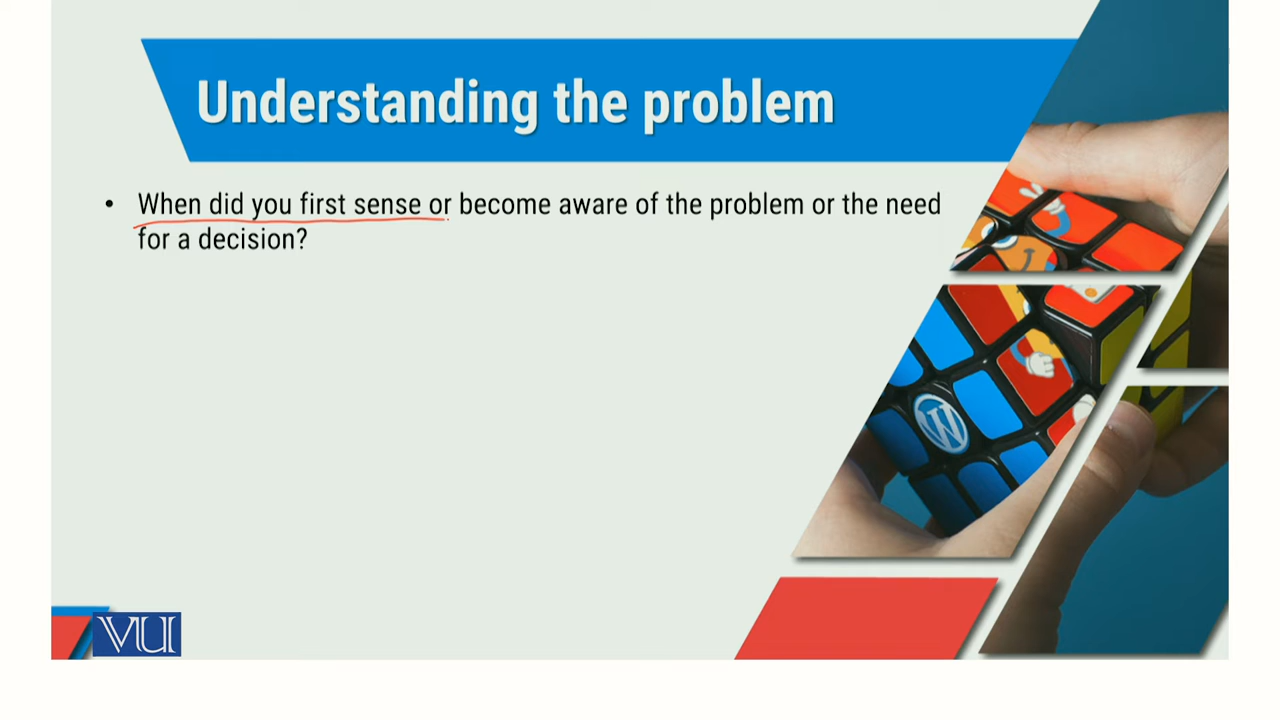 Understanding the problem
• When did you first sense or become aware of the problem or the need
for a decision?
W
VU